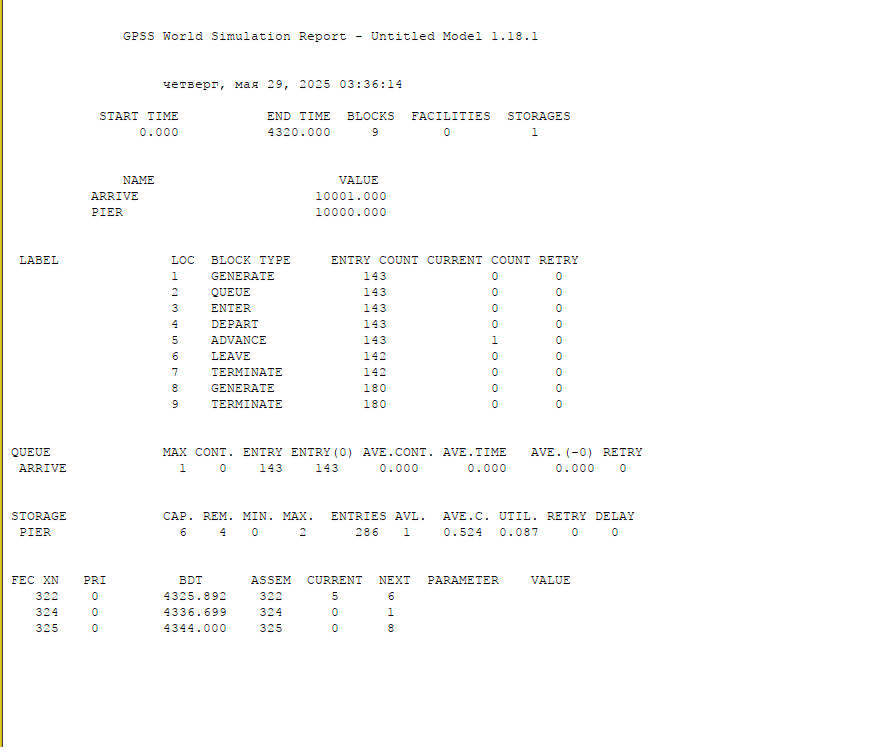 GPSS World Simulation Report - Untitled Model 1.18.1
четверг, мая 29, 2025 03:36:14
START TIME END TIME BLOCKS FACILITIES STORAGES
0.000 4320.000 9 0 1
NAME VALUE
ARRIVE 10001.000
PIER 10000.000
LABEL LOC BLOCK TYPE ENTRY COUNT CURRENT COUNT RETRY
1 GENERATE 143 0 0
2 QUEUE 143 0 0
3 ENTER 143 0 0
4 DEPART 143 0 0
5 ADVANCE 143 1 0
6 LEAVE 142 0 0
7 TERMINATE 142 0 0
8 GENERATE 180 0 0
9 TERMINATE 180 0 0
QUEUE MAX CONT. ENTRY ENTRY(0) AVE.CONT. AVE.TIME AVE.(-0) RETRY
ARRIVE 1 0 143 143 0.000 0.000 0.000 0
STORAGE CAP. REM. MIN. MAX. ENTRIES AVL. AVE.C. UTIL. RETRY DELAY
PIER 6 4 0 2 286 1 0.524 0.087 0 0
FEC XN PRI BDT ASSEM CURRENT NEXT PARAMETER VALUE
322 0 4325.892 322 5 6
324 0 4336.699 324 0 1
325 0 4344.000 325 0 8